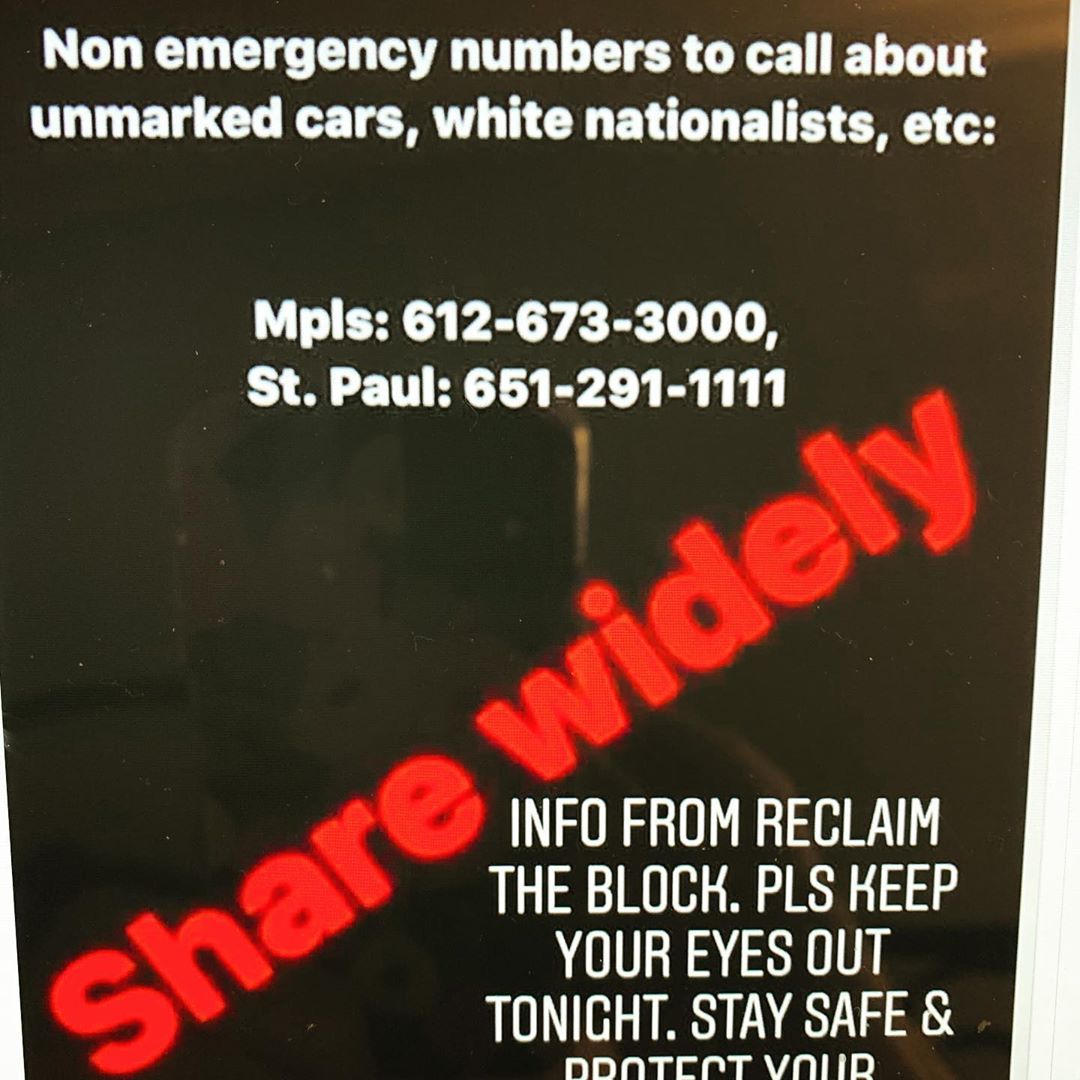 Non emergency numbers to call about
unmarked cars, white nationalists, etc:
Mpls: 612-673-3000,
St. Paul: 651-291-1111
Share widely
INFO FROM RECLAIM
THE BLOCK. PLS KEEP
YOUR EYES OUT
TONIGHT. STAY SAFE &
PROTECT YOUR